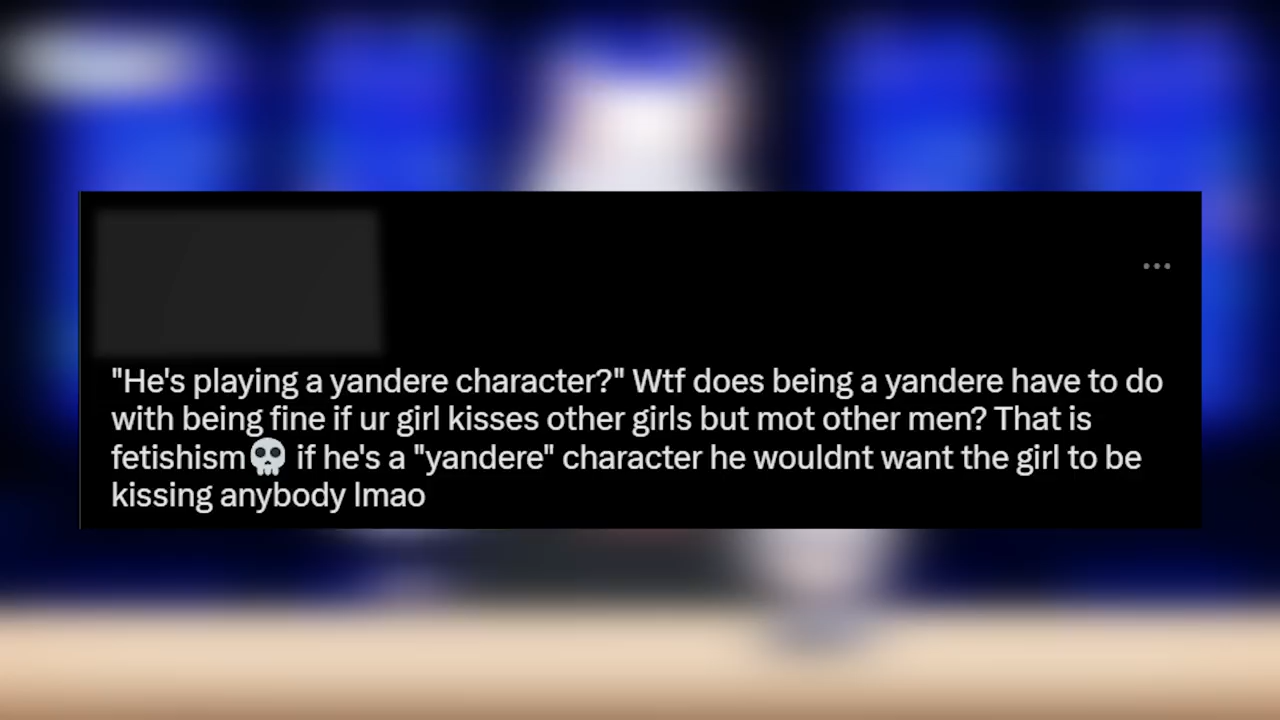 "He's playing a yandere character?" Wtf does being a yandere have to do
with being fine if ur girl kisses other girls but mot other men? That is
fetishism💀 if he's a "yandere" character he wouldnt want the girl to be
kissing anybody lmao